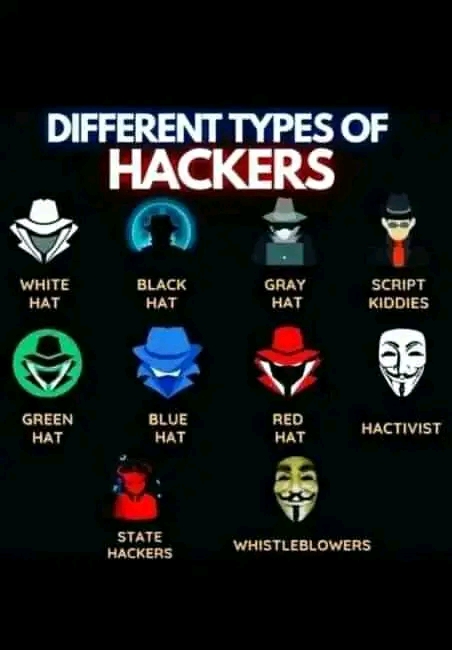 DIFFERENT TYPES OF
HACKERS
WHITE
HAT
BLACK
HAT
GRAY
HAT
SCRIPT
KIDDIES
GREEN
HAT
BLUE
HAT
RED
HAT
HACTIVIST
STATE
HACKERS
WHISTLEBLOWERS